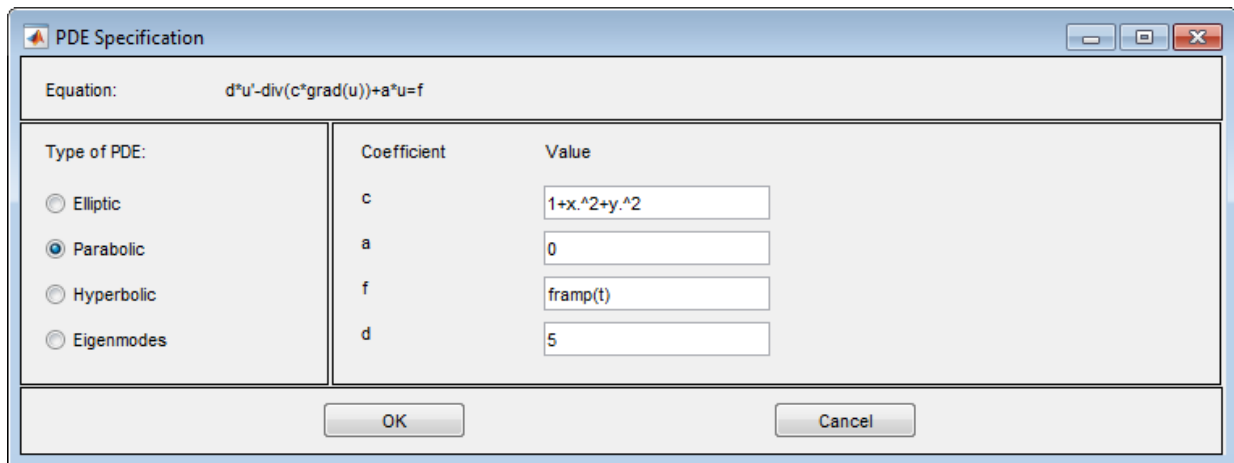 PDE Specification
Equation: d*u'-div(c*grad(u))+a*u=f
Type of PDE:
Elliptic
Parabolic
Hyperbolic
Eigenmodes
Coefficient Value
c 1+x.^2+y.^2
a 0
f framp(t)
d 5
OK Cancel